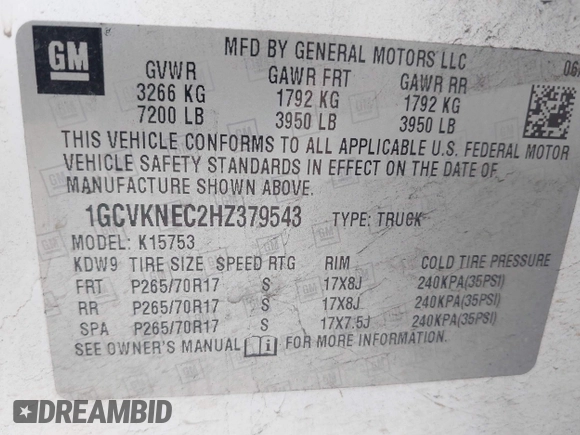 GM
MFD BY GENERAL MOTORS LLC
GVWR GAWR FRT GAWR RR
3266 KG 1792 KG 1792 KG
7200 LB 3950 LB 3950 LB
THIS VEHICLE CONFORMS TO ALL APPLICABLE U.S. FEDERAL MOTOR
VEHICLE SAFETY STANDARDS IN EFFECT ON THE DATE OF
MANUFACTURE SHOWN ABOVE.
1GCVKNEC2HZ379543 TYPE: TRUCK
MODEL: K15753
KDW9 TIRE SIZE SPEED RTG RIM COLD TIRE PRESSURE
FRT P265/70R17 S 17X8J 240KPA(35PSI)
RR P265/70R17 S 17X8J 240KPA(35PSI)
SPA P265/70R17 S 17X7.5J 240KPA(35PSI)
SEE OWNER'S MANUAL FOR MORE INFORMATION.
DREAMBID